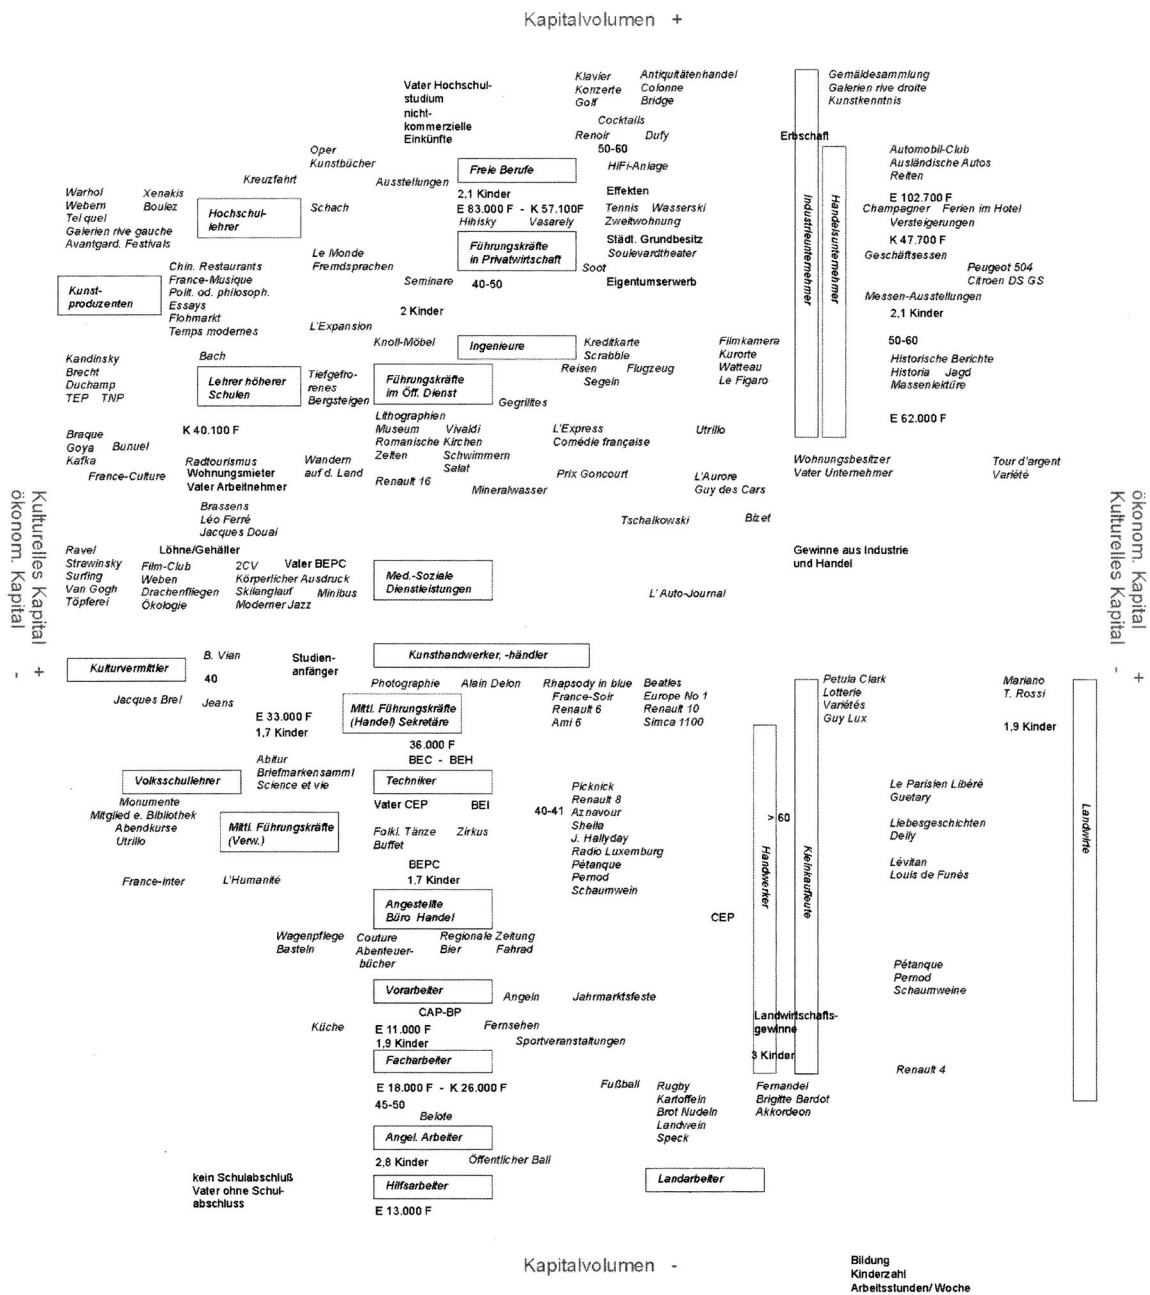 Kapitalvolumen +
Klavier
Konzerte
Golf
Antiquitätenhandel
Colonne
Bridge
Cocktails
Renoir Dufy
50-60
HiFi-Anlage
Effekten
Tennis Wasserski
Zweitwohnung
Städl. Grundbesitz
Soulevardtheater
Soot
Eigentumserwerb
Vater Hochschul-
studium
nicht-
kommerzielle
Einkünfte
Gemäldesammlung
Galerien rive droite
Kunstkenntnis
Erbschaft
Industrieunternehmer
Handelsunternehmer
Automobil-Club
Ausländische Autos
Reiten
E 102.700 F
Champagner Ferien im Hotel
Versteigerungen
K 47.700 F
Geschäftsessen
Peugeot 504
Citroen DS GS
Messen-Ausstellungen
2,1 Kinder
50-60
Historische Berichte
Historia Jagd
Massenlektüre
E 62.000 F
Oper
Kunstbücher
Kreuzfahrt
Ausstellungen
Freie Berufe
2,1 Kinder
E 83.000 F - K 57.100F
Hihisky Vasarely
Führungskräfte
in Privatwirtschaft
40-50
Warhol
Webern
Tel quel
Galerien rive gauche
Avantgard. Festivals
Xenakis
Boulez
Hochschul-
lehrer
Schach
Le Monde
Fremdsprachen
Seminare
2 Kinder
L'Expansion
Kunst-
produzenten
Chin. Restaurants
France-Musique
Polit. od. philosoph.
Essays
Flohmarkt
Temps modernes
Knoll-Möbel
Ingenieure
Kreditkarte
Scrabble
Reisen Flugzeug
Segeln
Filmkamera
Kurorte
Watteau
Le Figaro
Kandinsky
Brecht
Duchamp
TEP TNP
Bach
Lehrer höherer
Schulen
Tiefgefro-
renes
Bergsteigen
Führungskräfte
im Öff. Dienst
Gegrilltes
Lithographien
Museum Vivaldi
Romanische Kirchen
Zelten Schwimmern
Salat
Renault 16
Mineralwasser
L'Express
Comédie française
Utrillo
Prix Goncourt
L'Aurore
Guy des Cars
Tschalkowski Bizet
Braque
Goya Bunuel
Kafka
France-Culture
K 40.100 F
Radtourismus
Wohnungsmieter
Vater Arbeitnehmer
Wandern
auf d. Land
Brassens
Léo Ferré
Jacques Douai
Wohnungsbesitzer
Vater Unternehmer
Tour d'argent
Variété
Kulturelles Kapital +
ökonom. Kapital -
ökonom. Kapital +
Kulturelles Kapital -
Ravel
Strawinsky
Surfing
Van Gogh
Töpferei
Löhne/Gehäller
Film-Club
Weben
Drachenfliegen
Ökologie
2CV Vater BEPC
Körperlicher Ausdruck
Skilanglauf Minibus
Moderner Jazz
Med.-Soziale
Dienstleistungen
L'Auto-Journal
Gewinne aus Industrie
und Handel
Kulturvermittler
B. Vian
40
Jeans
Jacques Brel
Studien-
anfänger
Kunsthandwerker, -händler
Photographie Alain Delon
Mittl. Führungskräfte
(Handel) Sekretäre
36.000 F
BEC - BEH
Rhapsody in blue
France-Soir
Renault 6
Ami 6
Beatles
Europe No 1
Renault 10
Simca 1100
Petula Clark
Lotterie
Variétés
Guy Lux
Mariano
T. Rossi
1,9 Kinder
Landwirte
E 33.000 F
1,7 Kinder
Abitur
Briefmarkensamml
Science et vie
Volksschullehrer
Monumente
Mitglied e. Bibliothek
Abendkurse
Utrillo
Mittl. Führungskräfte
(Verw.)
France-Inter L'Humanité
Techniker
Vater CEP BEI
Folkl. Tänze Zirkus
Buffet
BEPC
1,7 Kinder
Angestellte
Büro Handel
40-41
Picknick
Renault 8
Aznavour
Sheila
J. Hallyday
Radio Luxemburg
Pétanque
Pernod
Schaumwein
> 60
Handwerker
Kleinkaufleute
CEP
Le Parisien Libéré
Guetary
Liebesgeschichten
Delly
Lévitan
Louis de Funès
Wagenpflege
Basteln
Couture
Abenteuer-
bücher
Regionale Zeitung
Bier Fahrad
Vorarbeiter
Angeln Jahrmarktsfeste
CAP-BP
Küche
E 11.000 F
1,9 Kinder
Fernsehen
Sportveranstaltungen
Facharbeiter
E 18.000 F - K 26.000 F
45-50
Belote
Angel. Arbeiter
2,8 Kinder
Öffentlicher Ball
Hilfsarbeiter
E 13.000 F
Pétanque
Pernod
Schaumweine
Landwirtschafts-
gewinne
3 Kinder
Renault 4
Fußball
Rugby
Kartoffeln
Brot Nudeln
Landwein
Speck
Fernandel
Brigitte Bardot
Akkordeon
Landarbeiter
kein Schulabschluß
Vater ohne Schul-
abschluss
Kapitalvolumen -
Bildung
Kinderzahl
Arbeitsstunden/ Woche